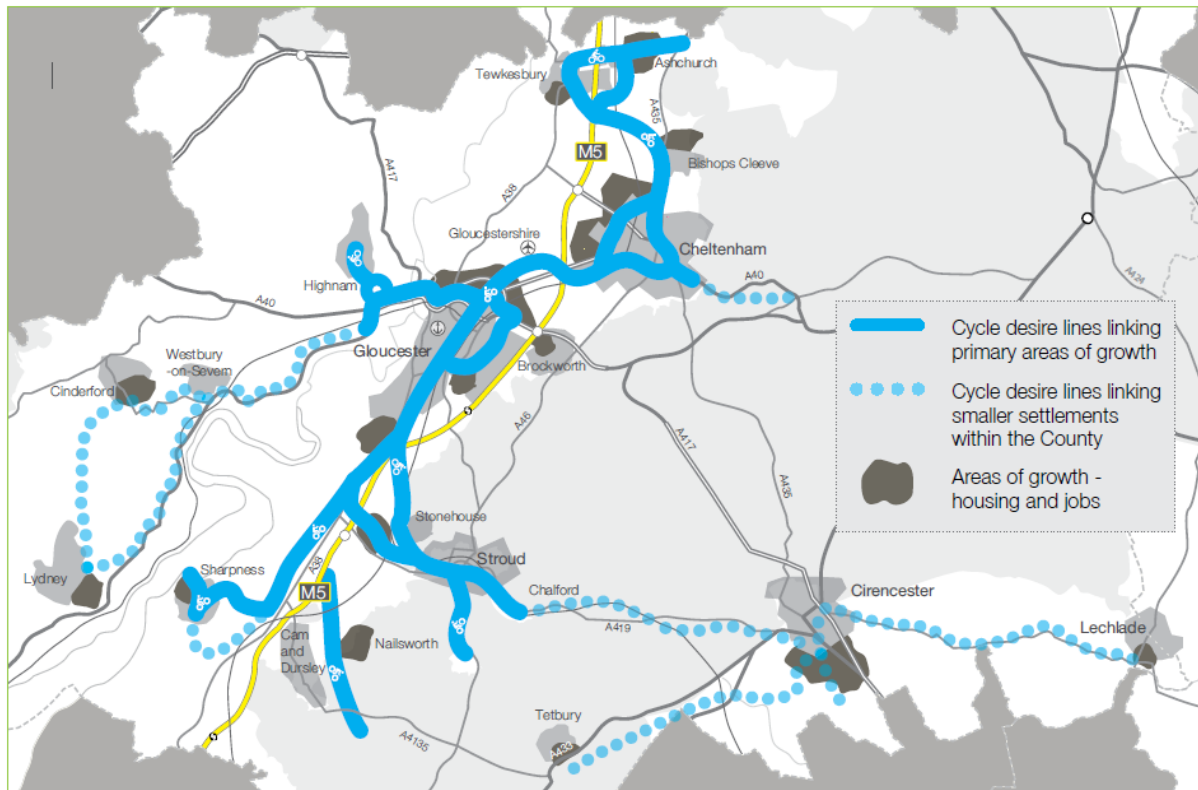 Tewkesbury
Ashchurch
A435
A417
M5
Bishops Cleeve
A38
Gloucestershire
Cheltenham
Highnam
A40
A40
A424
Gloucester
Westbury
-on-Severn
Cinderford
Brockworth
A46
A417
A435
Stonehouse
Stroud
Lydney
Sharpness
A38
M5
Chalford
A419
Cirencester
Lechlade
Cam
and
Dursley
Nailsworth
A4135
Tetbury
A433
Cycle desire lines linking
primary areas of growth
Cycle desire lines linking
smaller settlements
within the County
Areas of growth -
housing and jobs